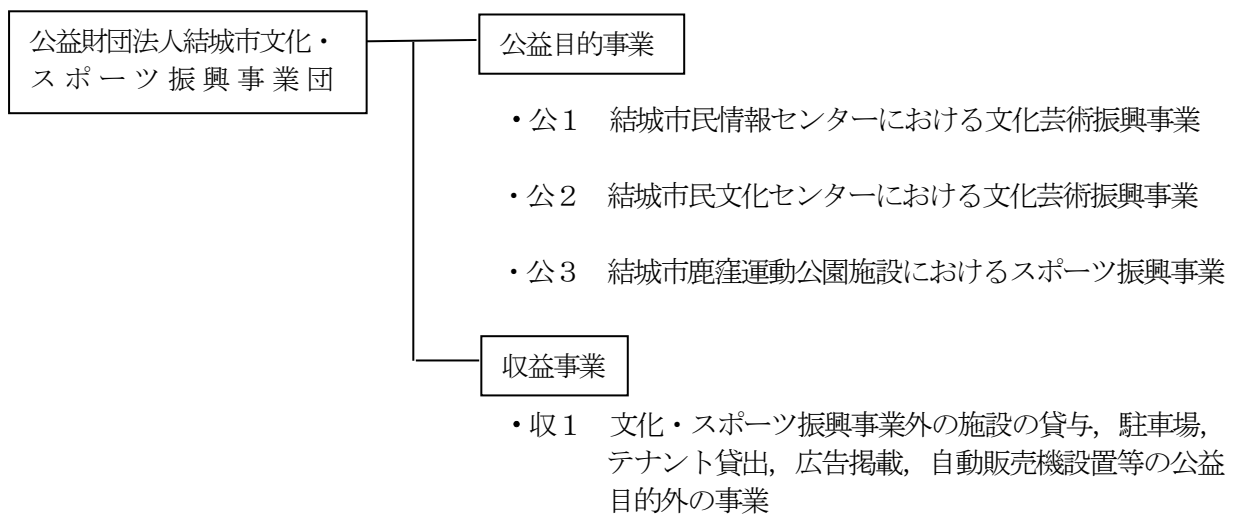 公益財団法人結城市文化・
スポーツ振興事業団
公益目的事業
・公1 結城市民情報センターにおける文化芸術振興事業
・公2 結城市民文化センターにおける文化芸術振興事業
・公3 結城市鹿窪運動公園施設におけるスポーツ振興事業
収益事業
・収1 文化・スポーツ振興事業外の施設の貸与,駐車場,
テナント貸出,広告掲載,自動販売機設置等の公益
目的外の事業